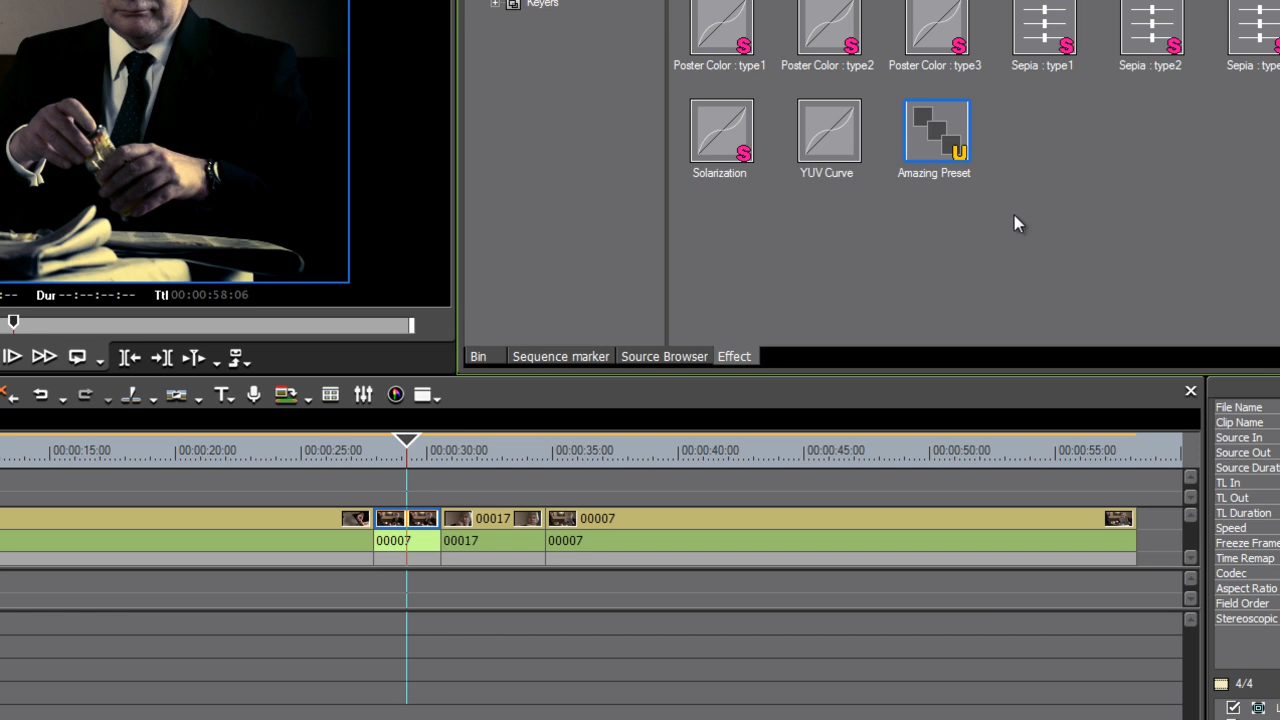 Keyers
Poster Color : type1
Poster Color : type2
Poster Color : type3
Sepia : type1
Sepia : type2
Sepia : type
S
S
S
S
S
S
S
U
Solarization
YUV Curve
Amazing Preset
:-- Dur --:--:--:-- Ttl 00:00:58:06
Bin
Sequence marker
Source Browser
Effect
00:00:15:00
00:00:20:00
00:00:25:00
00:00:30:00
00:00:35:00
00:00:40:00
00:00:45:00
00:00:50:00
00:00:55:00
00017
00007
00007
00017
00007
File Name
Clip Name
Source In
Source Out
Source Durat
TL In
TL Out
TL Duration
Speed
Freeze Frame
Time Remap
Codec
Aspect Ratio
Field Order
Stereoscopic
4/4